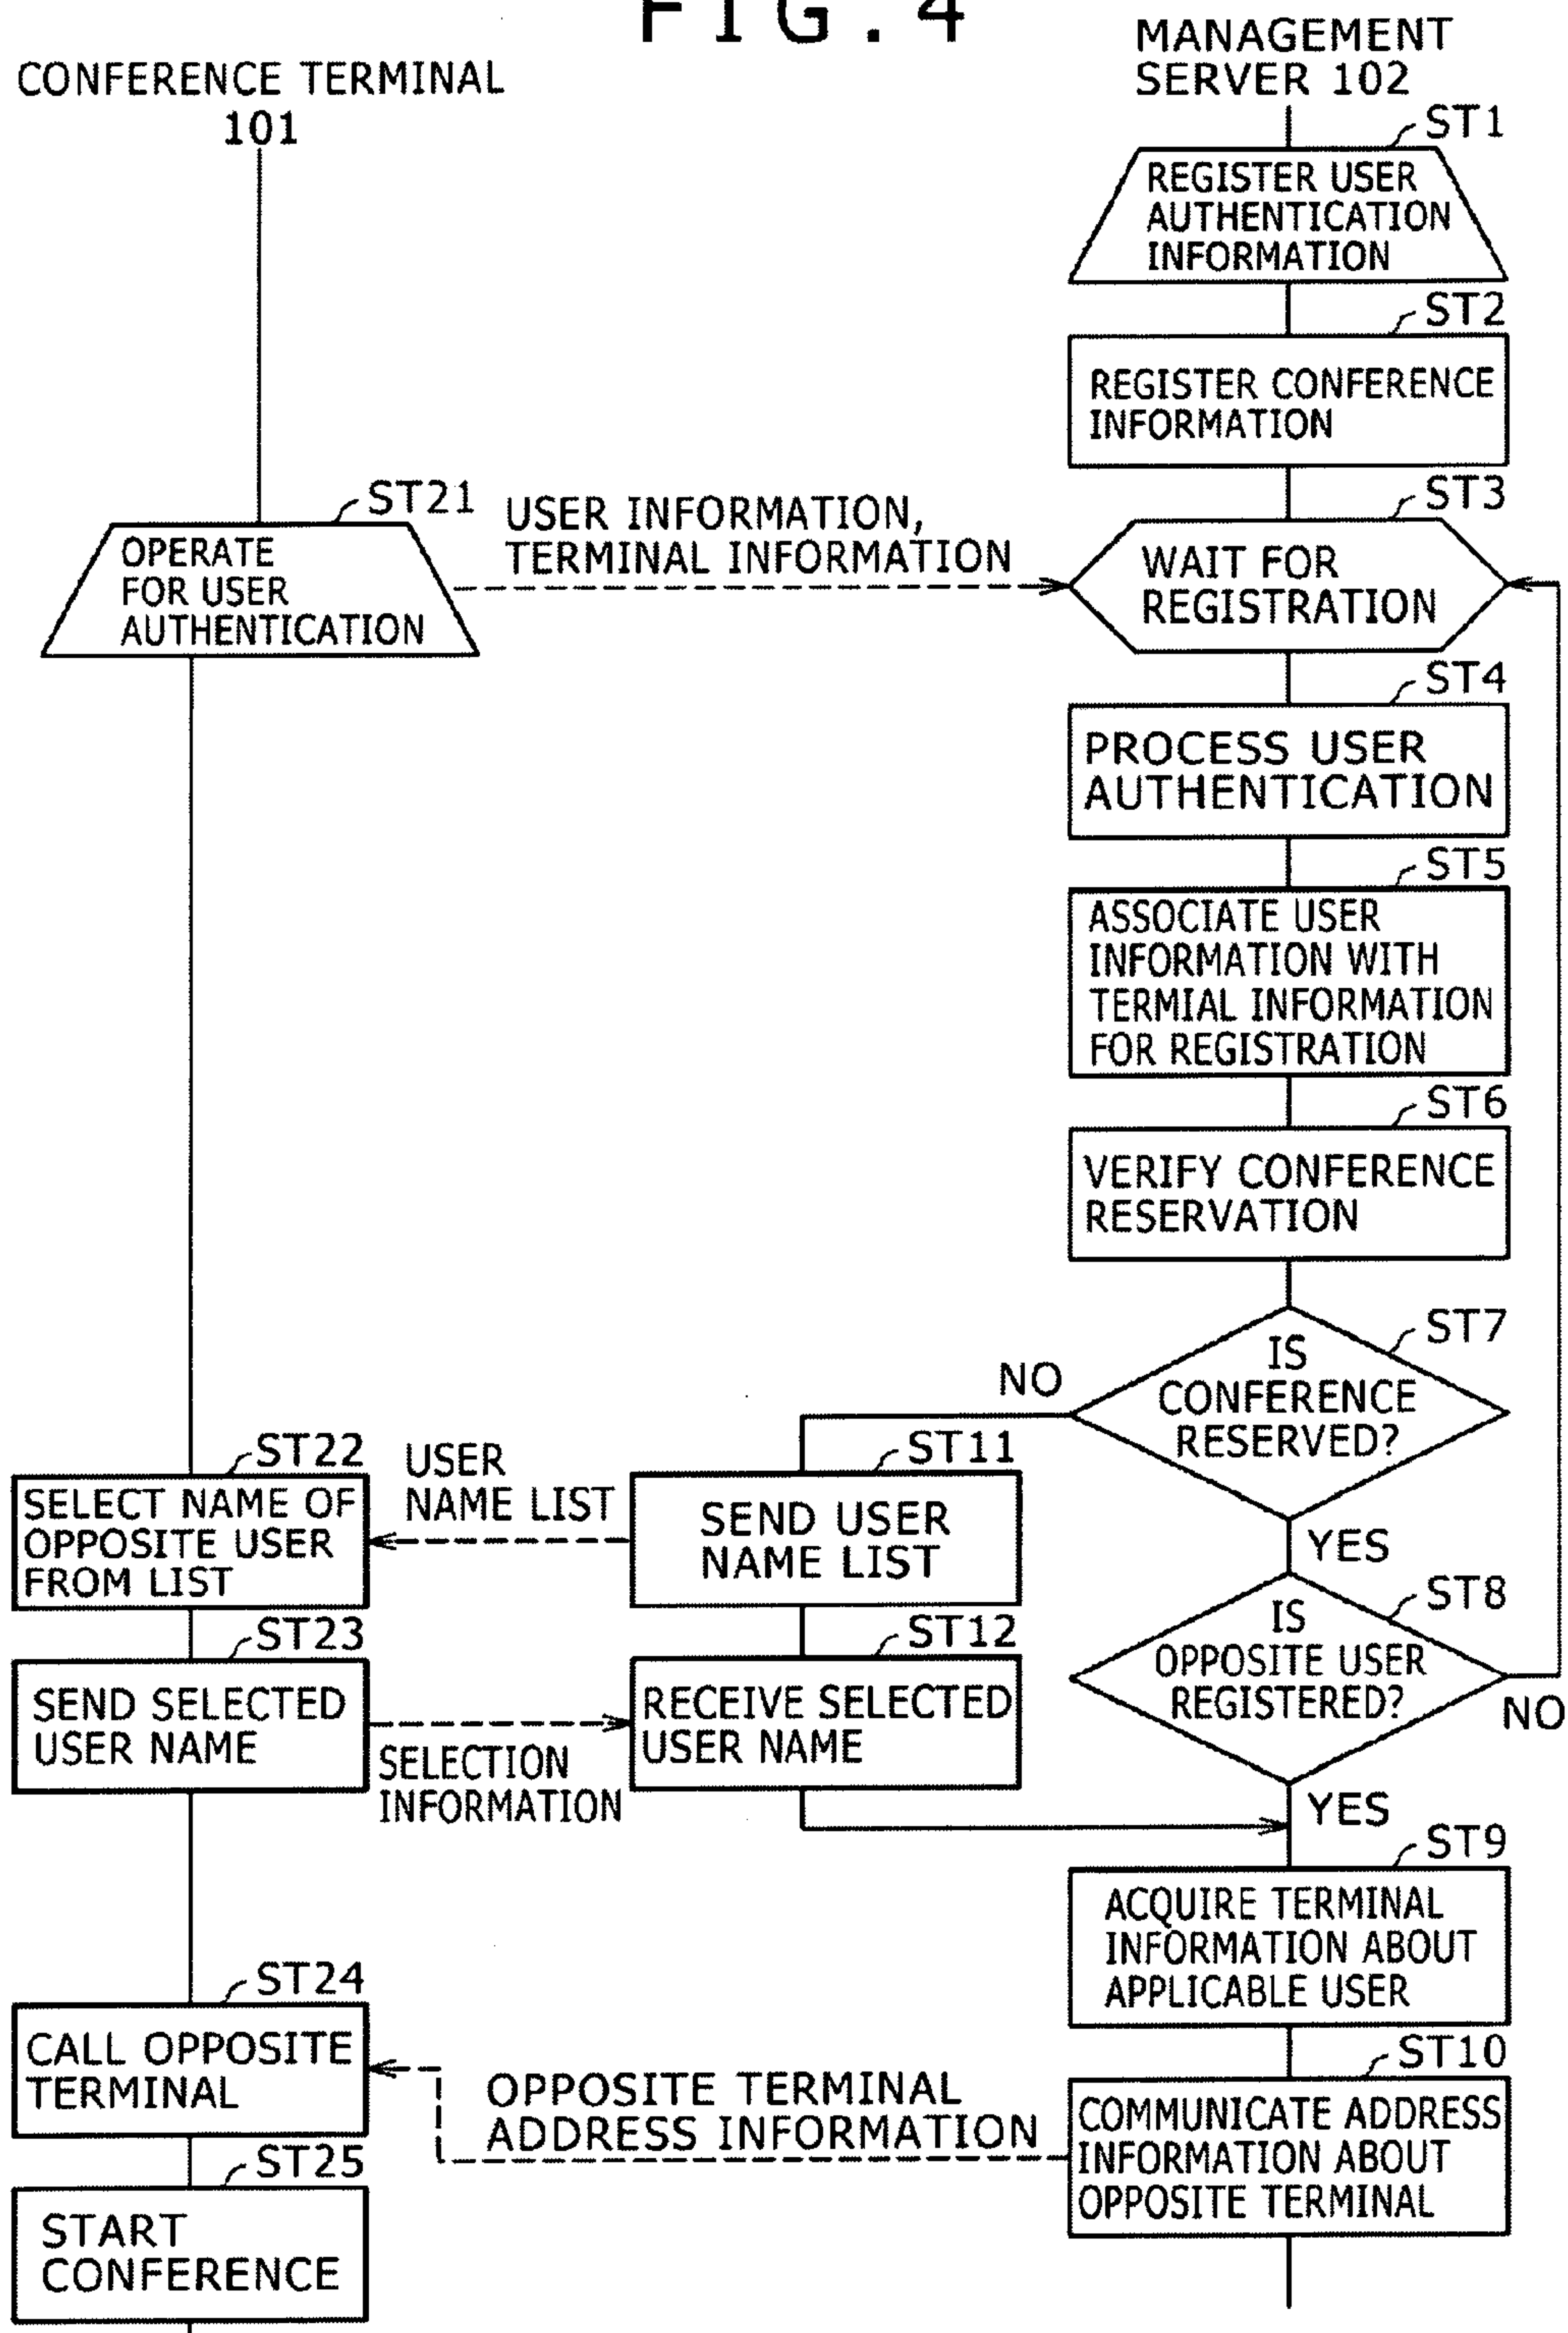 FIG.4
CONFERENCE TERMINAL
101
MANAGEMENT
SERVER 102
ST1
REGISTER USER
AUTHENTICATION
INFORMATION
ST2
REGISTER CONFERENCE
INFORMATION
ST21
OPERATE
FOR USER
AUTHENTICATION
USER INFORMATION,
TERMINAL INFORMATION
ST3
WAIT FOR
REGISTRATION
ST4
PROCESS USER
AUTHENTICATION
ST5
ASSOCIATE USER
INFORMATION WITH
TERMIAL INFORMATION
FOR REGISTRATION
ST6
VERIFY CONFERENCE
RESERVATION
ST7
IS
CONFERENCE
RESERVED?
NO
YES
ST22
SELECT NAME OF
OPPOSITE USER
FROM LIST
USER
NAME LIST
ST11
SEND USER
NAME LIST
ST8
IS
OPPOSITE USER
REGISTERED?
NO
YES
ST23
SEND SELECTED
USER NAME
SELECTION
INFORMATION
ST12
RECEIVE SELECTED
USER NAME
ST9
ACQUIRE TERMINAL
INFORMATION ABOUT
APPLICABLE USER
ST24
CALL OPPOSITE
TERMINAL
OPPOSITE TERMINAL
ADDRESS INFORMATION
ST10
COMMUNICATE ADDRESS
INFORMATION ABOUT
OPPOSITE TERMINAL
ST25
START
CONFERENCE